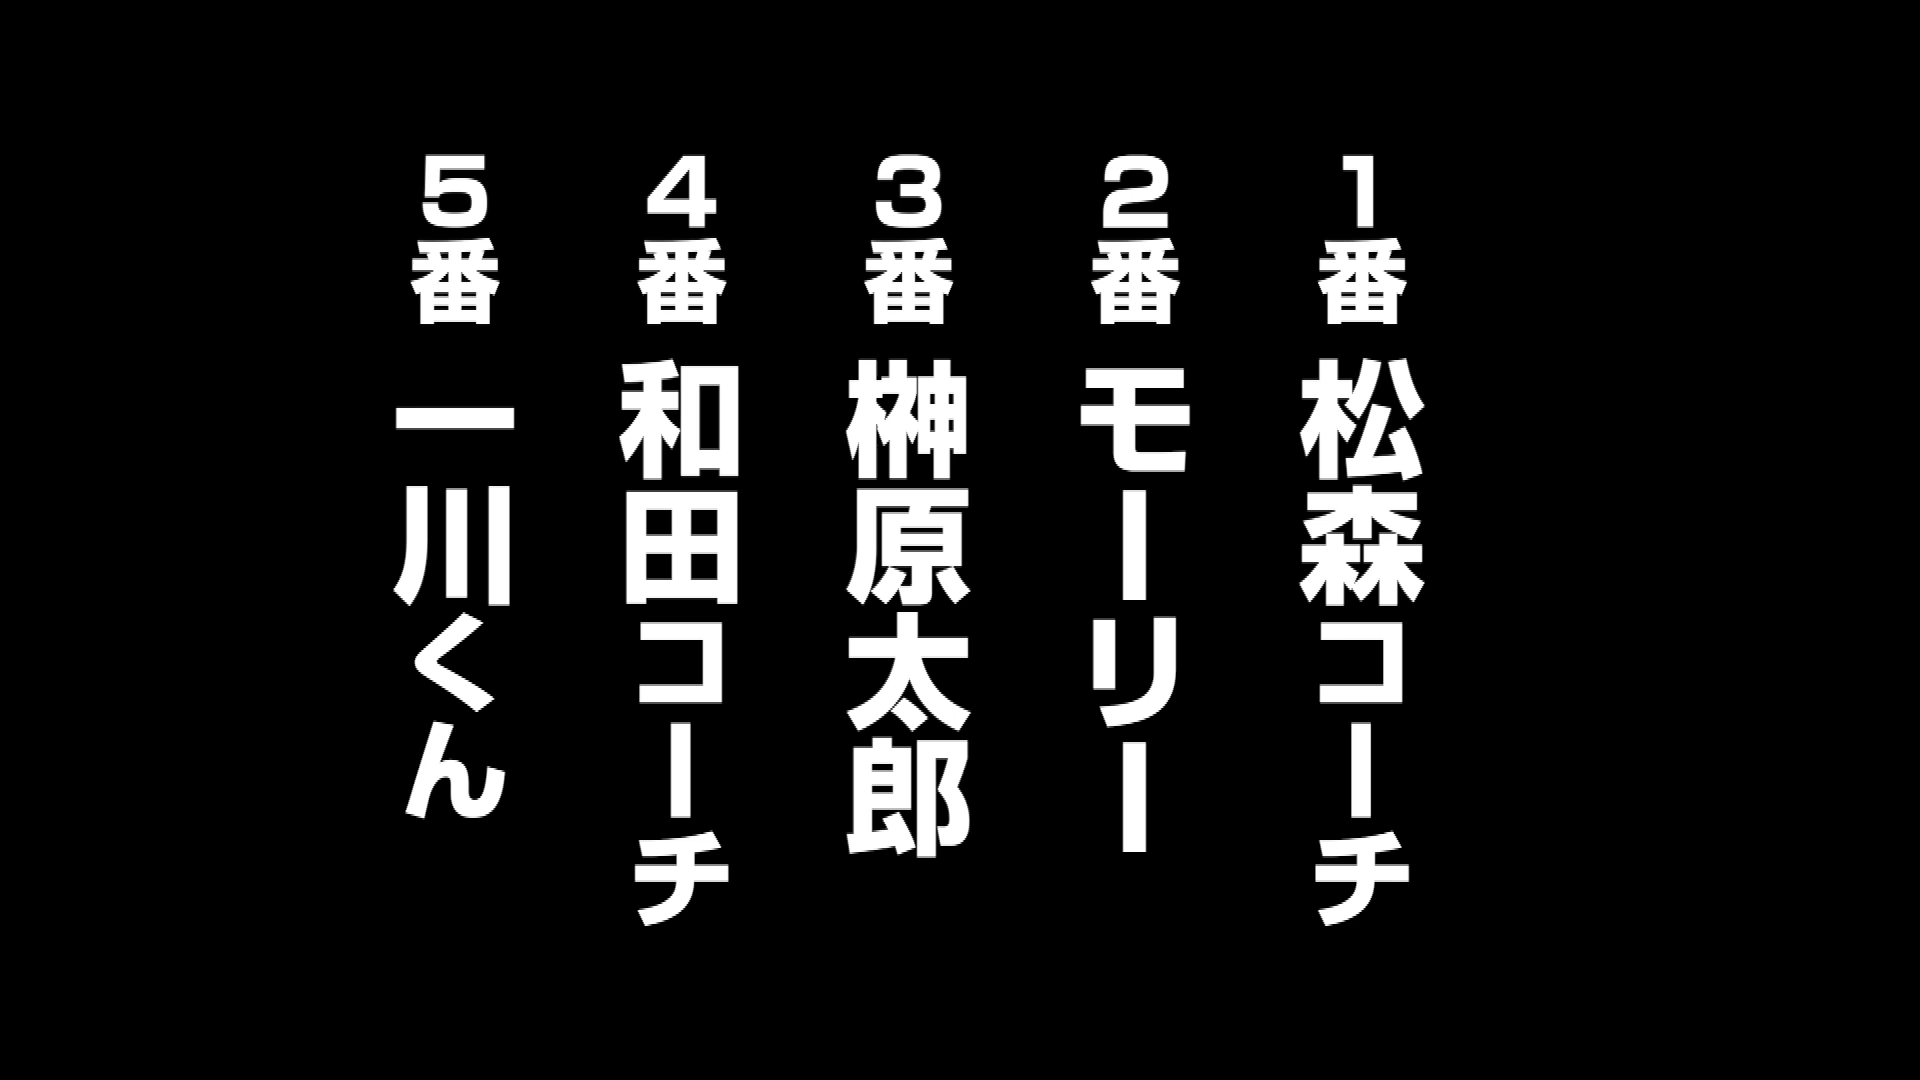 1番 松森コーチ
2番 モーリー
3番 榊原太郎
4番 和田コーチ
5番 一川くん